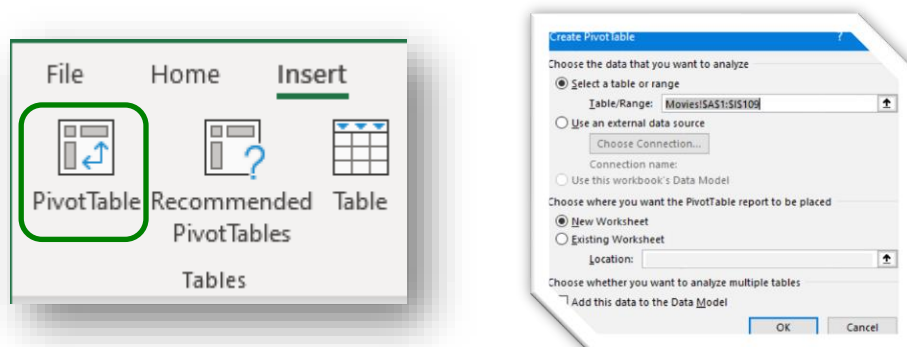 File Home Insert
PivotTable Recommended PivotTables Table
Tables
Create PivotTable ?
Choose the data that you want to analyze
Select a table or range
Table/Range: Movies!$A$1:$I$109
Use an external data source
Choose Connection...
Connection name:
Use this workbook's Data Model
Choose where you want the PivotTable report to be placed
New Worksheet
Existing Worksheet
Location:
Choose whether you want to analyze multiple tables
Add this data to the Data Model
OK Cancel